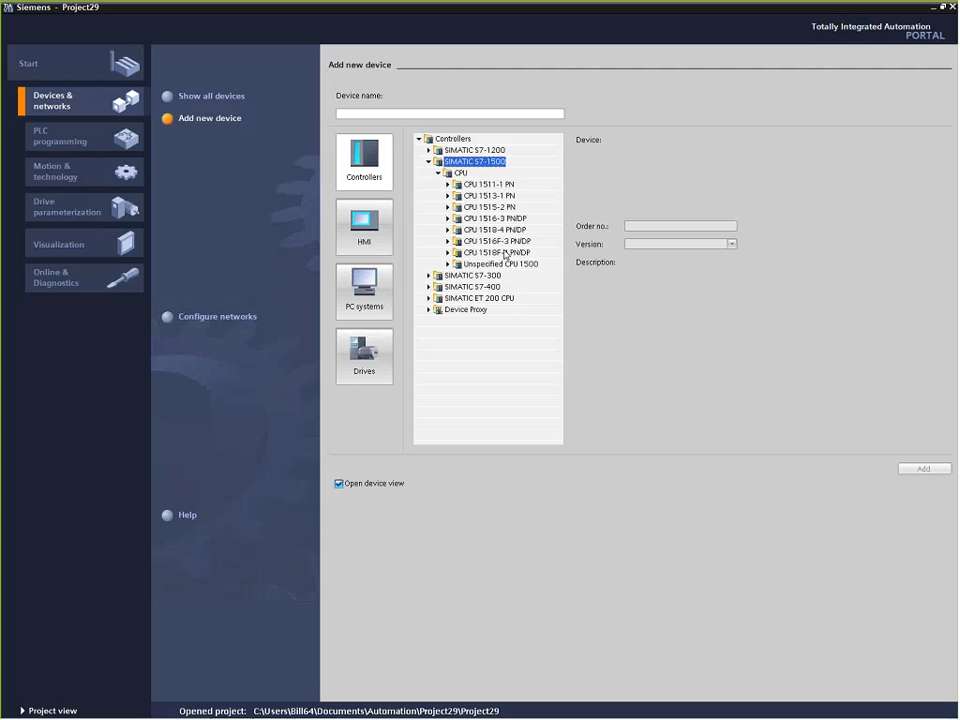 Siemens - Project29
Totally Integrated Automation
PORTAL
Start
Devices &
networks
PLC
programming
Motion &
technology
Drive
parameterization
Visualization
Online &
Diagnostics
Show all devices
Add new device
Configure networks
Help
Add new device
Device name:
Controllers
HMI
PC systems
Drives
Controllers
SIMATIC S7-1200
SIMATIC S7-1500
CPU
CPU 1511-1 PN
CPU 1513-1 PN
CPU 1515-2 PN
CPU 1516-3 PN/DP
CPU 1518-4 PN/DP
CPU 1516F-3 PN/DP
CPU PN/DP
Unspecified CPU 1500
SIMATIC S7-300
SIMATIC S7-400
SIMATIC ET 200 CPU
Device Proxy
Device:
Order no.:
Version:
Description:
Add
Open device view
Project view
Opened project: C:\Users\Bill64\Documents\Automation\Project29\Project29